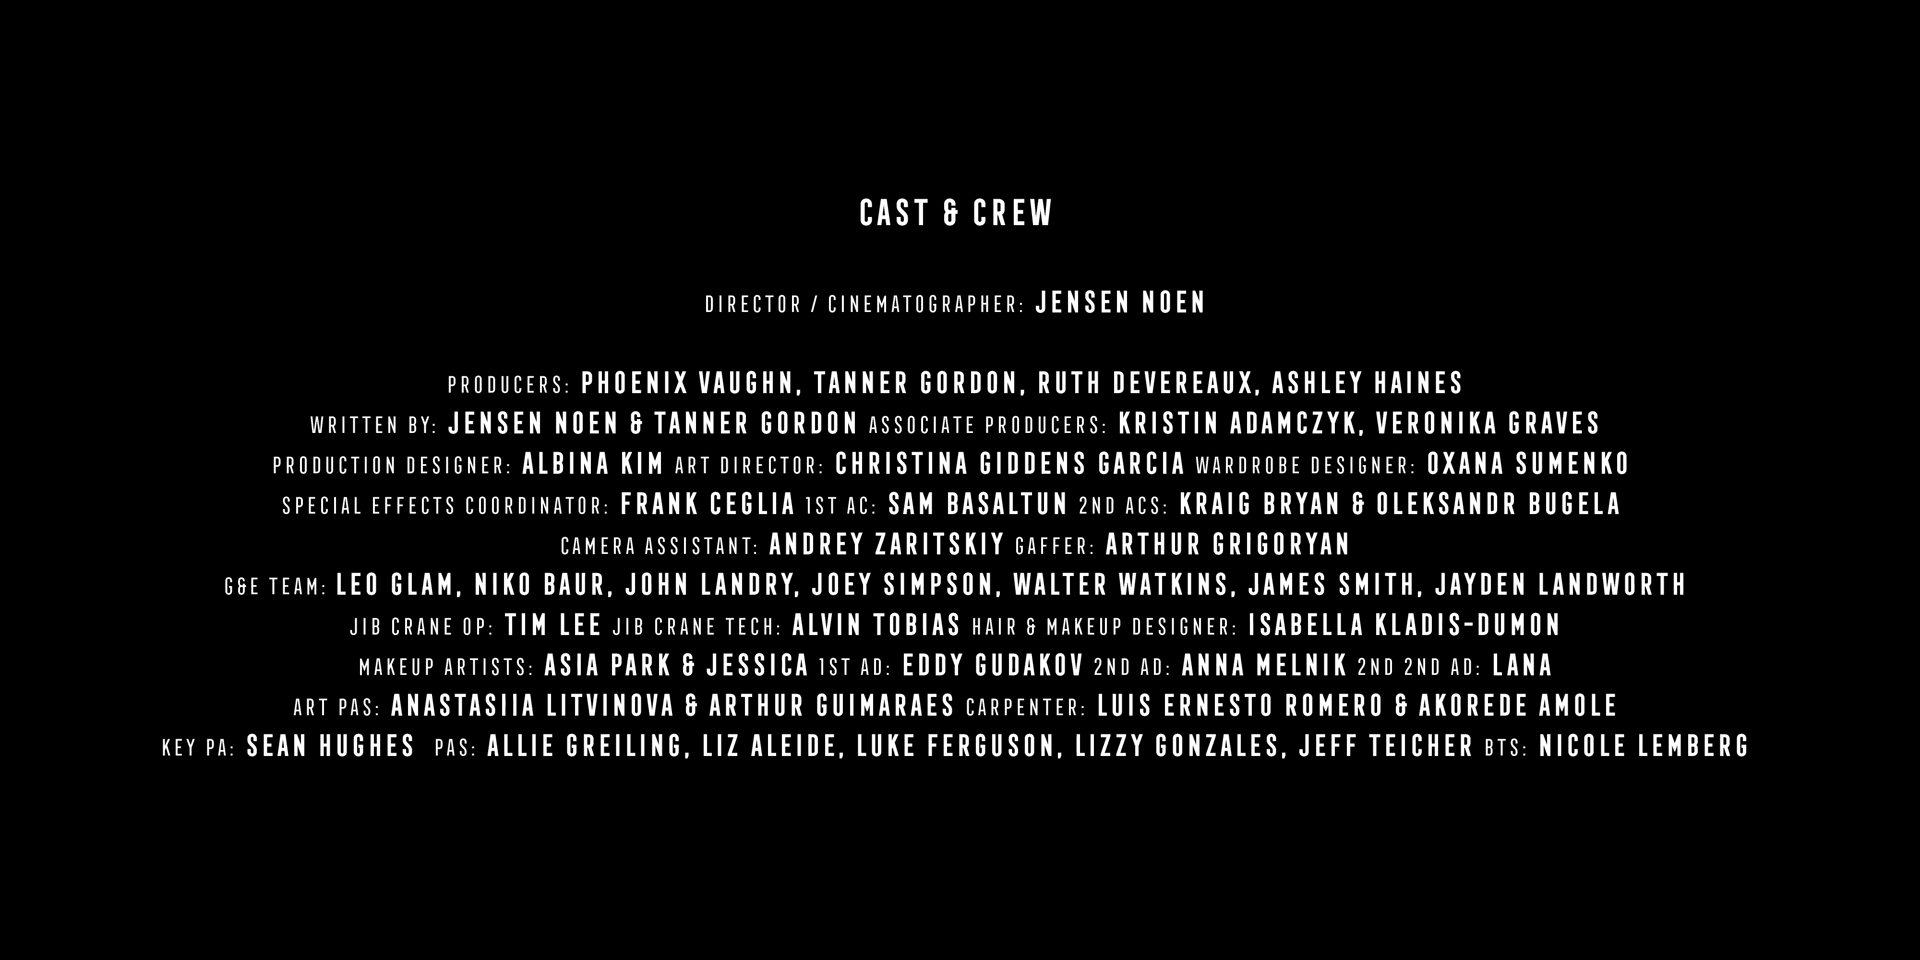 CAST & CREW
DIRECTOR / CINEMATOGRAPHER: JENSEN NOEN
PRODUCERS: PHOENIX VAUGHN, TANNER GORDON, RUTH DEVEREAUX, ASHLEY HAINES
WRITTEN BY: JENSEN NOEN & TANNER GORDON ASSOCIATE PRODUCERS: KRISTIN ADAMCZYK, VERONIKA GRAVES
PRODUCTION DESIGNER: ALBINA KIM ART DIRECTOR: CHRISTINA GIDDENS GARCIA WARDROBE DESIGNER: OXANA SUMENKO
SPECIAL EFFECTS COORDINATOR: FRANK CEGLIA 1ST AC: SAM BASALTUN 2ND ACS: KRAIG BRYAN & OLEKSANDR BUGELA
CAMERA ASSISTANT: ANDREY ZARITSKIY GAFFER: ARTHUR GRIGORYAN
G&E TEAM: LEO GLAM, NIKO BAUR, JOHN LANDRY, JOEY SIMPSON, WALTER WATKINS, JAMES SMITH, JAYDEN LANDWORTH
JIB CRANE OP: TIM LEE JIB CRANE TECH: ALVIN TOBIAS HAIR & MAKEUP DESIGNER: ISABELLA KLADIS-DUMON
MAKEUP ARTISTS: ASIA PARK & JESSICA 1ST AD: EDDY GUDAKOV 2ND AD: ANNA MELNIK 2ND 2ND AD: LANA
ART PAS: ANASTASIIA LITVINOVA & ARTHUR GUIMARAES CARPENTER: LUIS ERNESTO ROMERO & AKOREDE AMOLE
KEY PA: SEAN HUGHES PAS: ALLIE GREILING, LIZ ALEIDE, LUKE FERGUSON, LIZZY GONZALES, JEFF TEICHER BTS: NICOLE LEMBERG